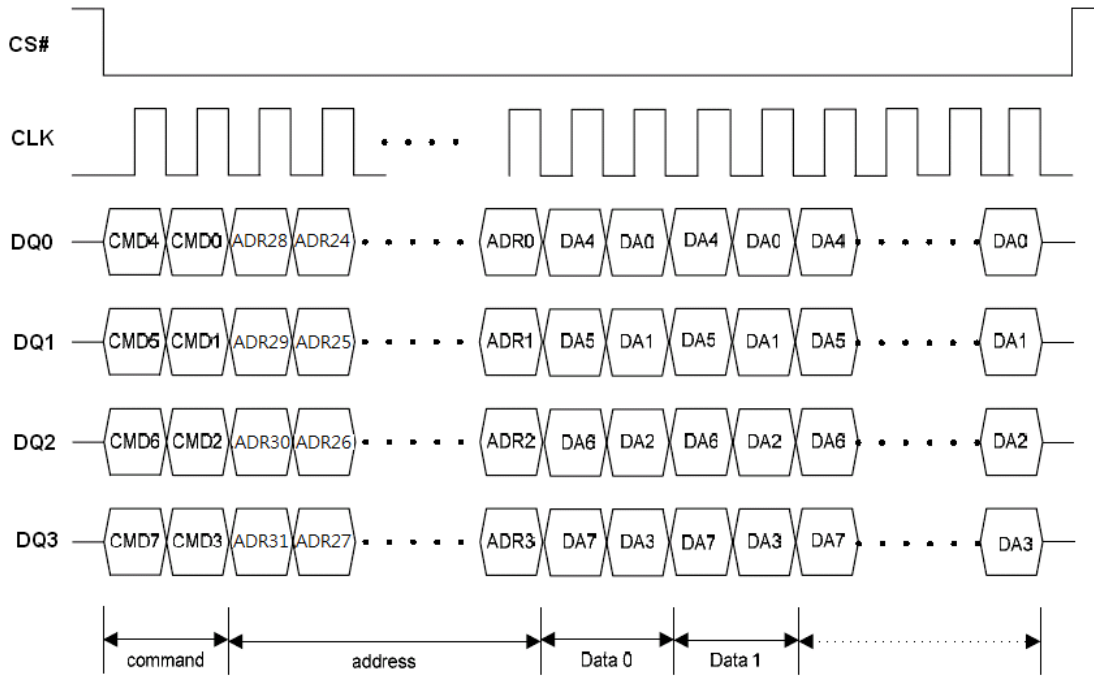 CS#
CLK
DQ0 CMD4 CMD0 ADR28 ADR24 ADR0 DA4 DA0 DA4 DA0 DA4 DA0
DQ1 CMD5 CMD1 ADR29 ADR25 ADR1 DA5 DA1 DA5 DA1 DA5 DA1
DQ2 CMD6 CMD2 ADR30 ADR26 ADR2 DA6 DA2 DA6 DA2 DA6 DA2
DQ3 CMD7 CMD3 ADR31 ADR27 ADR3 DA7 DA3 DA7 DA3 DA7 DA3
command address Data 0 Data 1